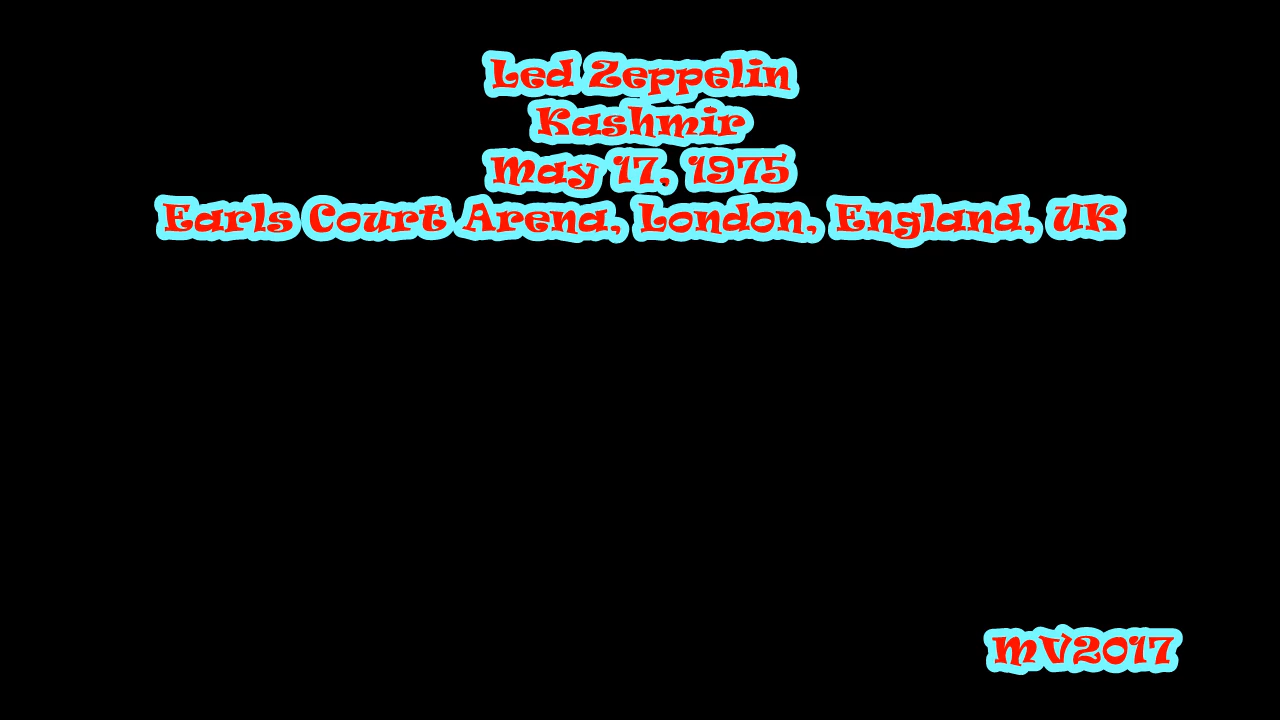 Led Zeppelin
Kashmir
May 17, 1975
Earls Court Arena, London, England, UK
MV2017